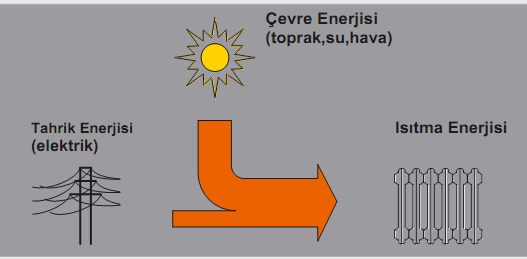 Çevre Enerjisi
(toprak,su,hava)
Tahrik Enerjisi
(elektrik)
Isıtma Enerjisi